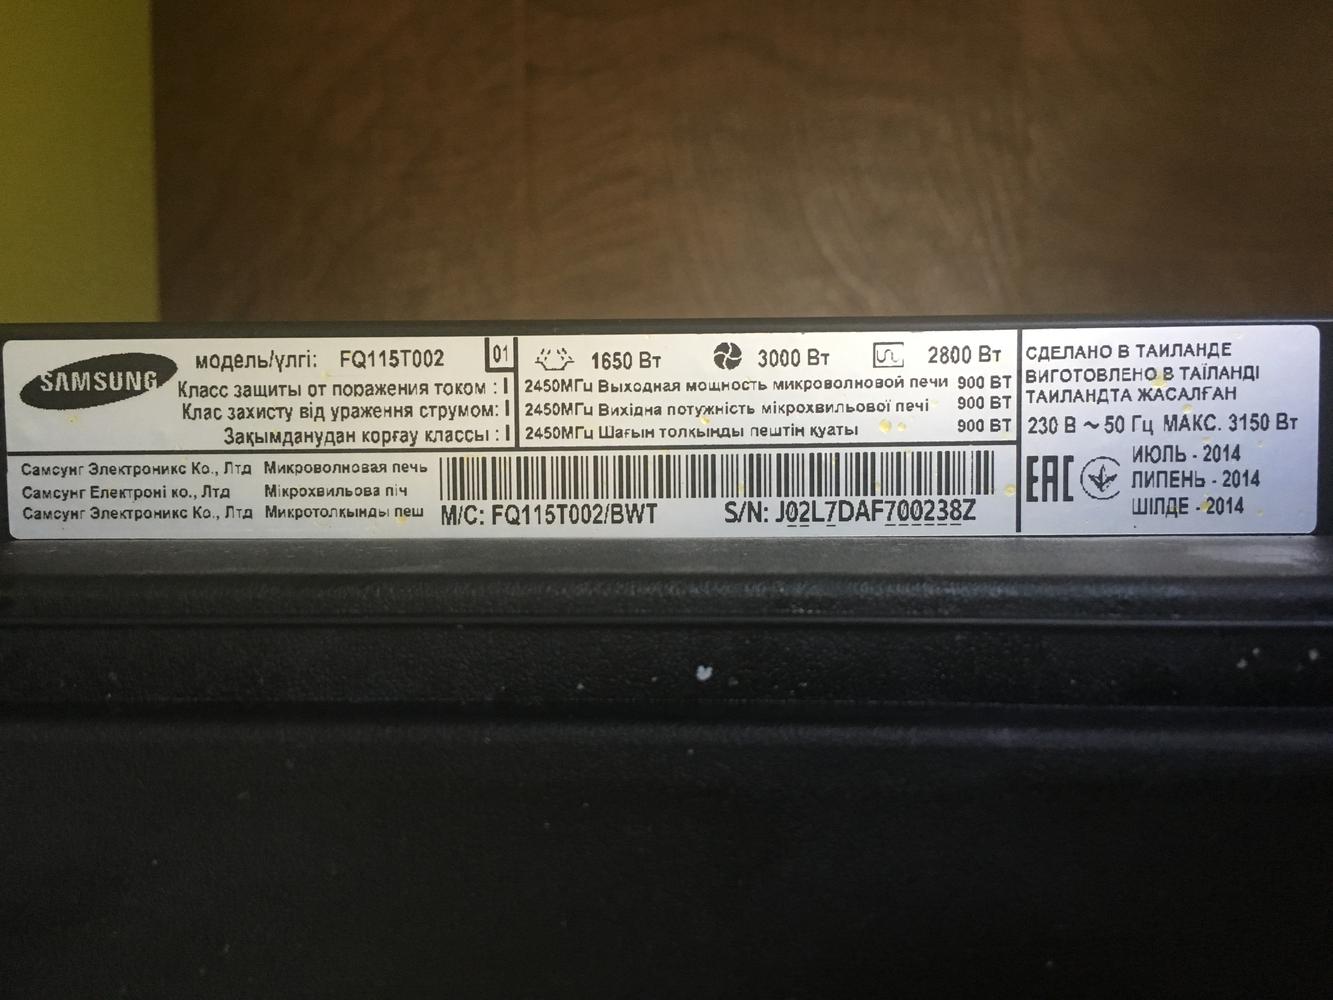 SAMSUNG
модель/үлгі: FQ115T002
01
Класс защиты от поражения током : I
Клас захисту від ураження струмом: I
Зақымданудан корғау классы : I
1650 Вт 3000 Вт 2800 Вт
2450МГц Выходная мощность микроволновой печи 900 ВТ
2450МГц Вихідна потужність мікрохвильової печі 900 ВТ
2450МГц Шағын толқынды пештің қуаты 900 ВТ
СДЕЛАНО В ТАИЛАНДЕ
ВИГОТОВЛЕНО В ТАЇЛАНДІ
ТАИЛАНДТА ЖАСАЛҒАН
230 В ~ 50 Гц МАКС. 3150 Вт
Самсунг Электроникс Ко., Лтд Микроволновая печь
Самсунг Електроні ко., Лтд Мікрохвильова піч
Самсунг Электроникс Ко., Лтд Микротолқынды пеш
M/C: FQ115T002/BWT S/N: J02L7DAF700238Z
EAC
ИЮЛЬ - 2014
ЛИПЕНЬ - 2014
ШІЛДЕ - 2014